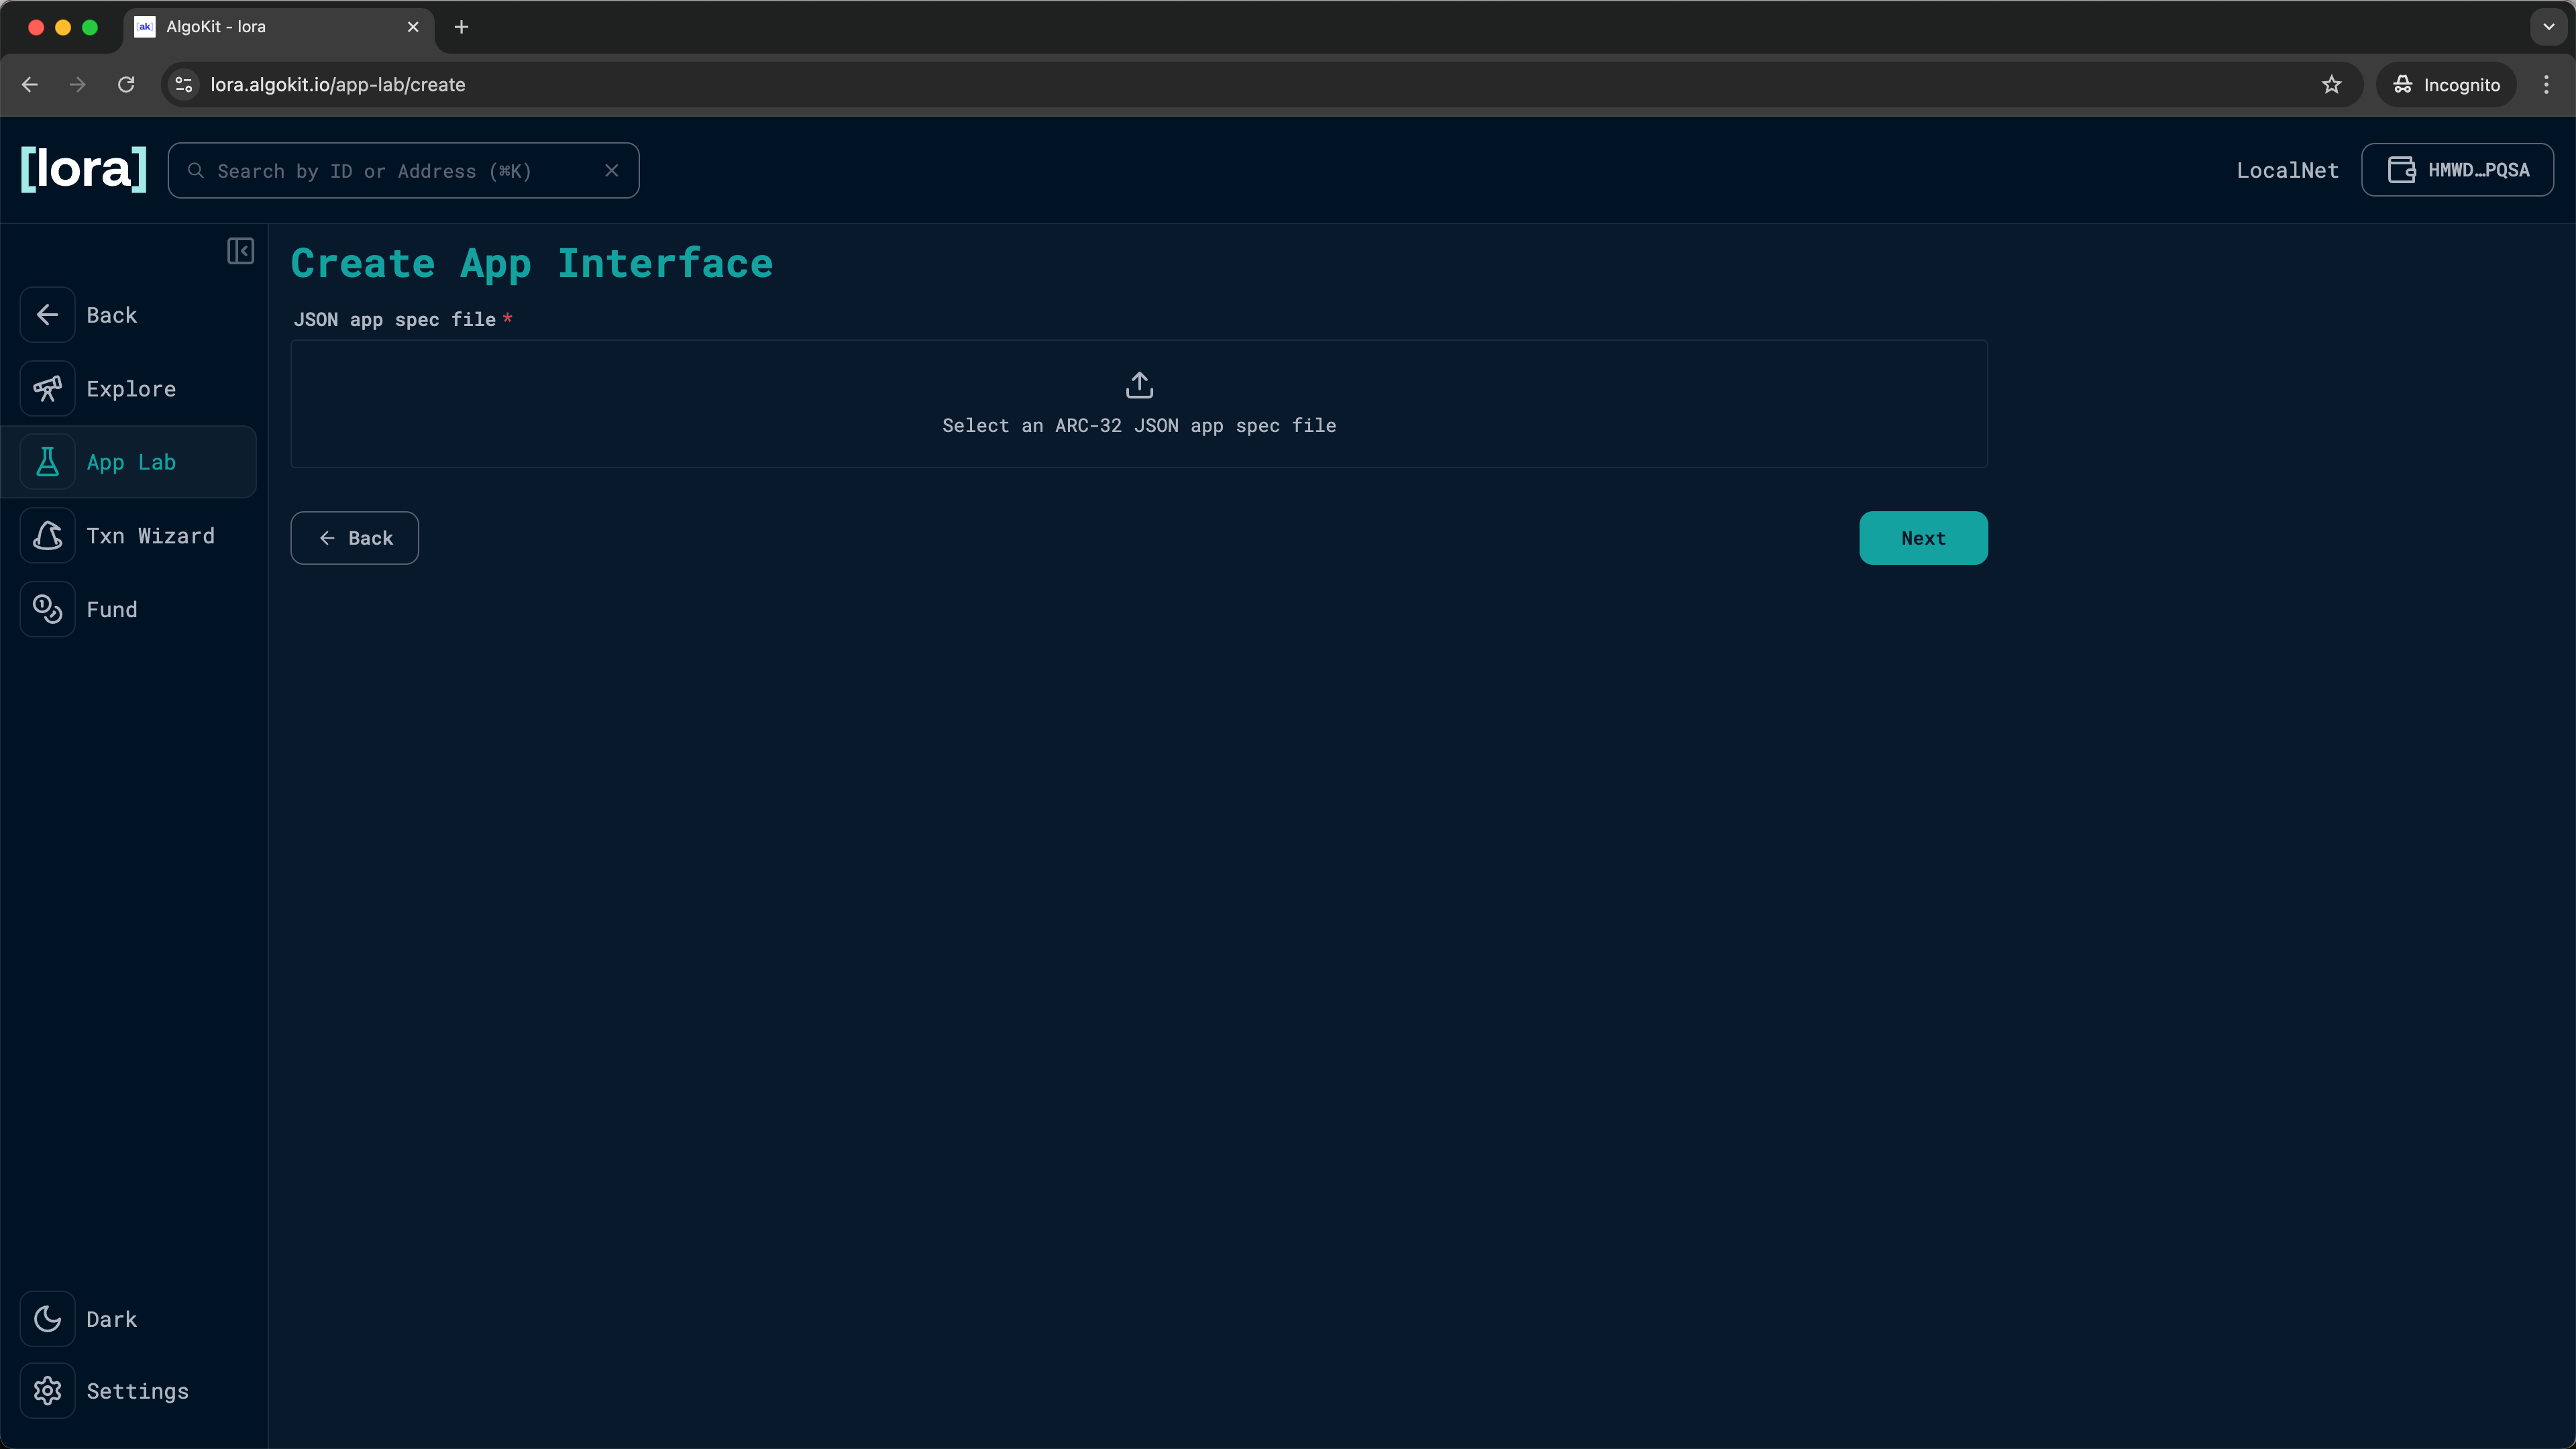 [ak] AlgoKit - lora
lora.algokit.io/app-lab/create
Incognito
[lora]
Search by ID or Address (⌘K)
LocalNet
HMWD…PQSA
Back
Explore
App Lab
Txn Wizard
Fund
Dark
Settings
Create App Interface
JSON app spec file *
Select an ARC-32 JSON app spec file
Back
Next